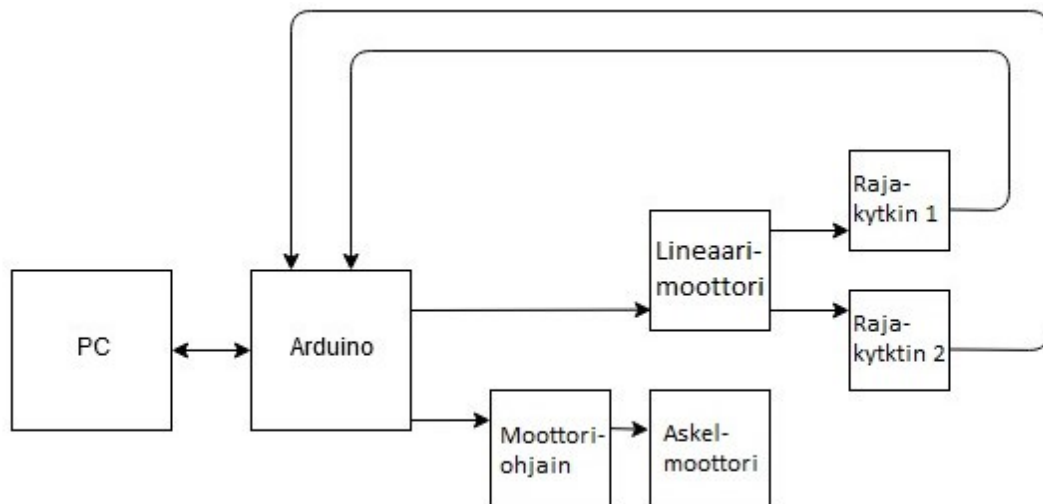 PC
Arduino
Lineaari-
moottori
Raja-
kytkin 1
Raja-
kytktin 2
Moottori-
ohjain
Askel-
moottori